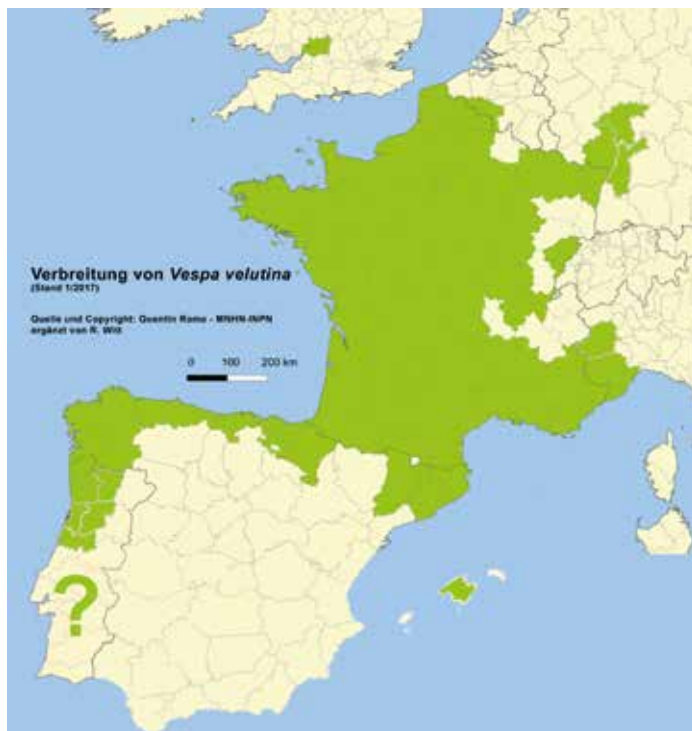 Verbreitung von Vespa velutina
(Stand 1/2017)
Quelle und Copyright: Quentin Rome - MNHN-INPN
ergänzt von R. Witt
0 100 200 km
?